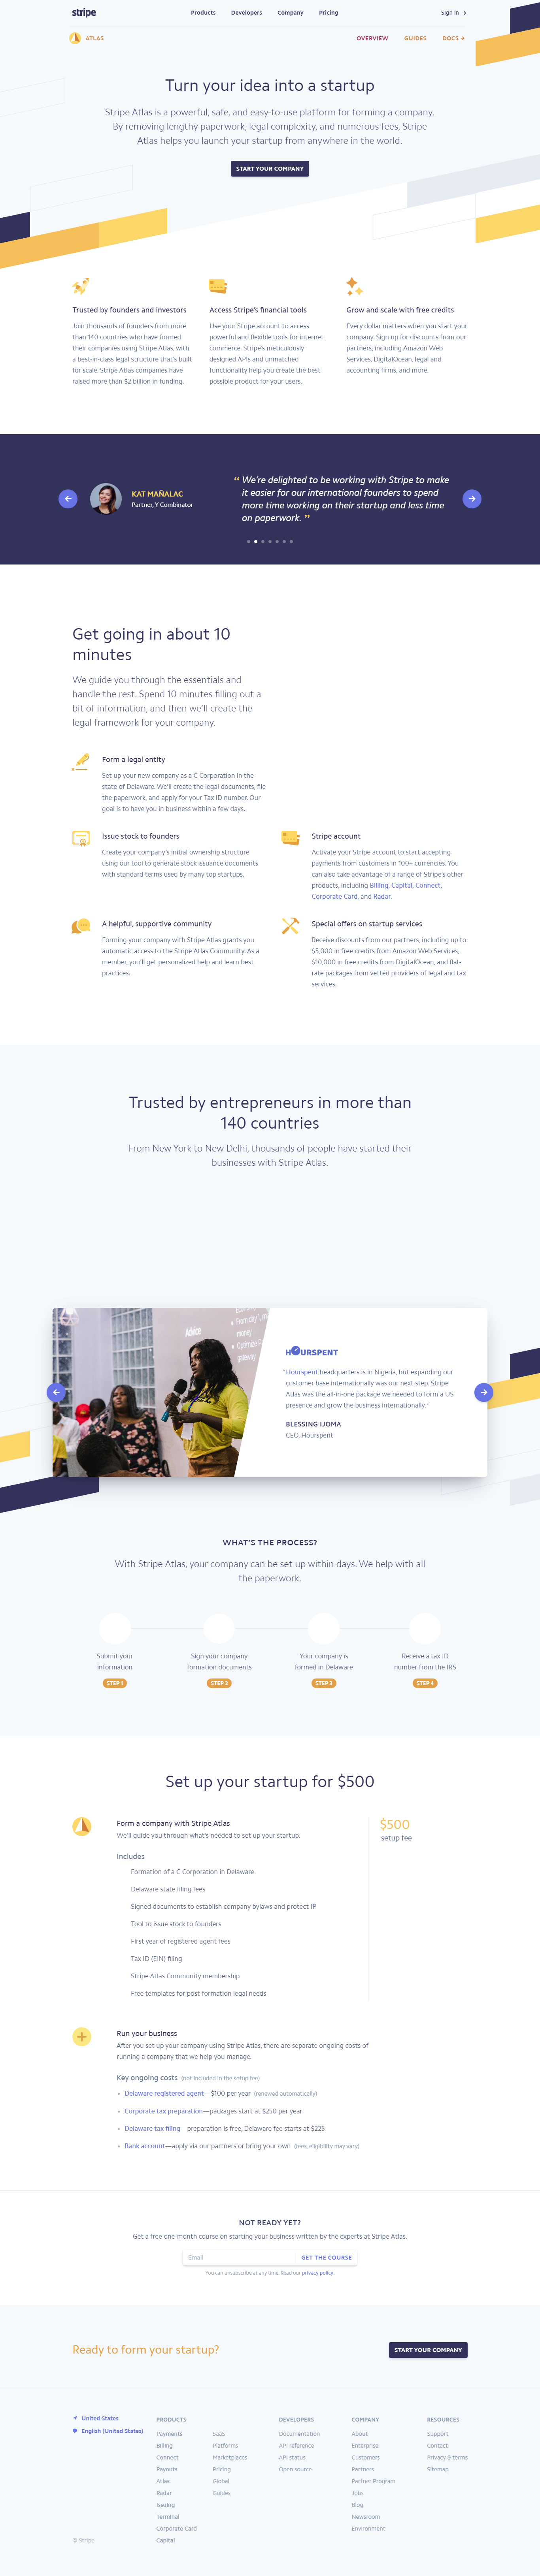 stripe
Products Developers Company Pricing
Sign in
ATLAS
OVERVIEW GUIDES DOCS
Turn your idea into a startup
Stripe Atlas is a powerful, safe, and easy-to-use platform for forming a company.
By removing lengthy paperwork, legal complexity, and numerous fees, Stripe
Atlas helps you launch your startup from anywhere in the world.
START YOUR COMPANY
Trusted by founders and investors
Join thousands of founders from more
than 140 countries who have formed
their companies using Stripe Atlas, with
a best-in-class legal structure that's built
for scale. Stripe Atlas companies have
raised more than $2 billion in funding.
Access Stripe's financial tools
Use your Stripe account to access
powerful and flexible tools for internet
commerce. Stripe's meticulously
designed APIs and unmatched
functionality help you create the best
possible product for your users.
Grow and scale with free credits
Every dollar matters when you start your
company. Sign up for discounts from our
partners, including Amazon Web
Services, DigitalOcean, legal and
accounting firms, and more.
KAT MAÑALAC
Partner, Y Combinator
“ We're delighted to be working with Stripe to make
it easier for our international founders to spend
more time working on their startup and less time
on paperwork. ”
Get going in about 10
minutes
We guide you through the essentials and
handle the rest. Spend 10 minutes filling out a
bit of information, and then we'll create the
legal framework for your company.
Form a legal entity
Set up your new company as a C Corporation in the
state of Delaware. We'll create the legal documents, file
the paperwork, and apply for your Tax ID number. Our
goal is to have you in business within a few days.
Issue stock to founders
Create your company's initial ownership structure
using our tool to generate stock issuance documents
with standard terms used by many top startups.
Stripe account
Activate your Stripe account to start accepting
payments from customers in 100+ currencies. You
can also take advantage of a range of Stripe's other
products, including Billing, Capital, Connect,
Corporate Card, and Radar.
A helpful, supportive community
Forming your company with Stripe Atlas grants you
automatic access to the Stripe Atlas Community. As a
member, you'll get personalized help and learn best
practices.
Special offers on startup services
Receive discounts from our partners, including up to
$5,000 in free credits from Amazon Web Services,
$10,000 in free credits from DigitalOcean, and flat-
rate packages from vetted providers of legal and tax
services.
Trusted by entrepreneurs in more than
140 countries
From New York to New Delhi, thousands of people have started their
businesses with Stripe Atlas.
Advice
money
Optimize
gateway
HOURSPENT
“Hourspent headquarters is in Nigeria, but expanding our
customer base internationally was our next step. Stripe
Atlas was the all-in-one package we needed to form a US
presence and grow the business internationally.”
BLESSING IJOMA
CEO, Hourspent
WHAT'S THE PROCESS?
With Stripe Atlas, your company can be set up within days. We help with all
the paperwork.
Submit your
information
STEP 1
Sign your company
formation documents
STEP 2
Your company is
formed in Delaware
STEP 3
Receive a tax ID
number from the IRS
STEP 4
Set up your startup for $500
Form a company with Stripe Atlas
We'll guide you through what's needed to set up your startup.
$500
setup fee
Includes
Formation of a C Corporation in Delaware
Delaware state filing fees
Signed documents to establish company bylaws and protect IP
Tool to issue stock to founders
First year of registered agent fees
Tax ID (EIN) filing
Stripe Atlas Community membership
Free templates for post-formation legal needs
Run your business
After you set up your company using Stripe Atlas, there are separate ongoing costs of
running a company that we help you manage.
Key ongoing costs (not included in the setup fee)
Delaware registered agent—$100 per year (renewed automatically)
Corporate tax preparation—packages start at $250 per year
Delaware tax filing—preparation is free, Delaware fee starts at $225
Bank account—apply via our partners or bring your own (fees, eligibility may vary)
NOT READY YET?
Get a free one-month course on starting your business written by the experts at Stripe Atlas.
Email
GET THE COURSE
You can unsubscribe at any time. Read our privacy policy.
Ready to form your startup?
START YOUR COMPANY
United States
English (United States)
© Stripe
PRODUCTS
Payments
Billing
Connect
Payouts
Atlas
Radar
Issuing
Terminal
Corporate Card
Capital
SaaS
Platforms
Marketplaces
Pricing
Global
Guides
DEVELOPERS
Documentation
API reference
API status
Open source
COMPANY
About
Enterprise
Customers
Partners
Partner Program
Jobs
Blog
Newsroom
Environment
RESOURCES
Support
Contact
Privacy & terms
Sitemap